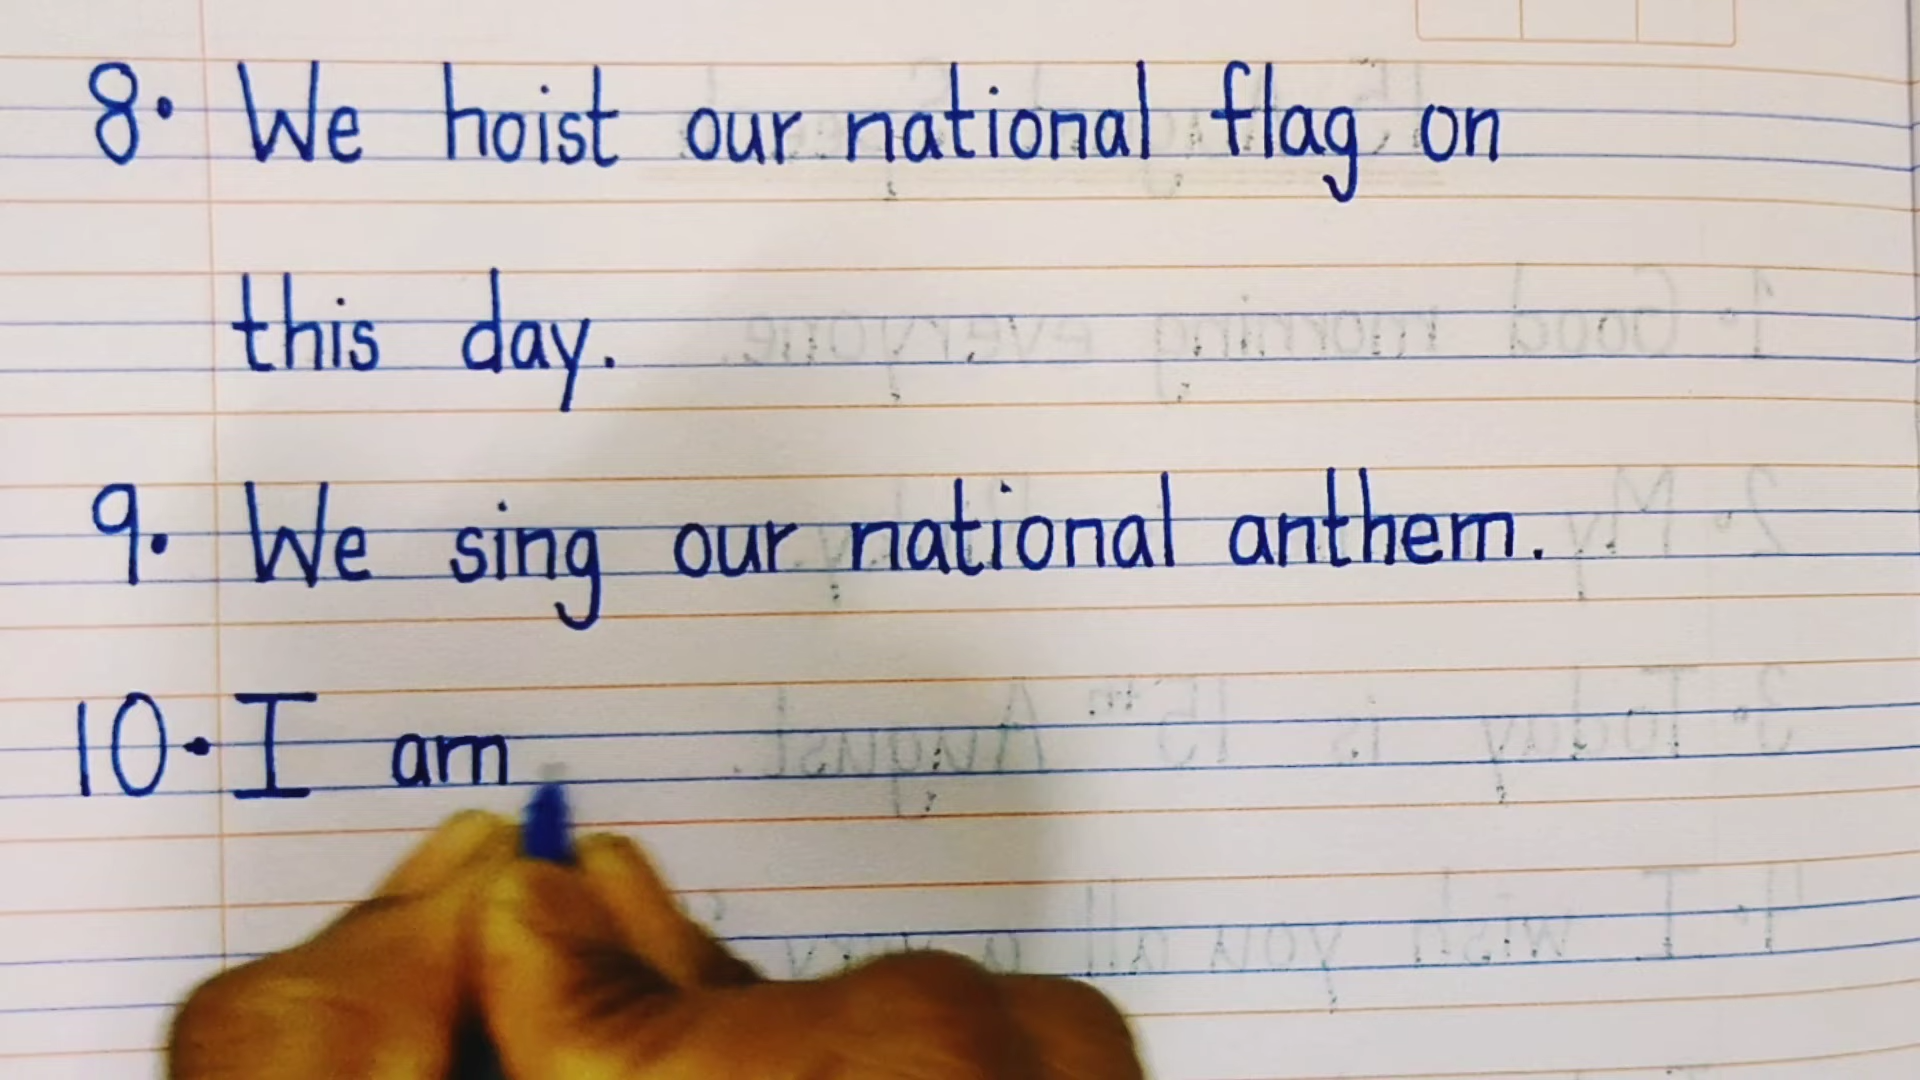 8. We hoist our national flag on
this day.
9. We sing our national anthem.
10. I am